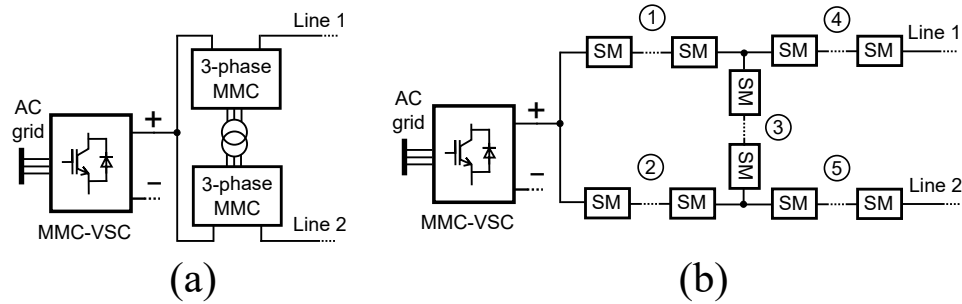 Line 1
3-phase
MMC
AC
grid
+
−
3-phase
MMC
MMC-VSC
Line 2
(a)
①
④
SM
SM
SM
SM
Line 1
SM
③
SM
AC
grid
+
−
②
⑤
SM
SM
SM
SM
Line 2
MMC-VSC
(b)